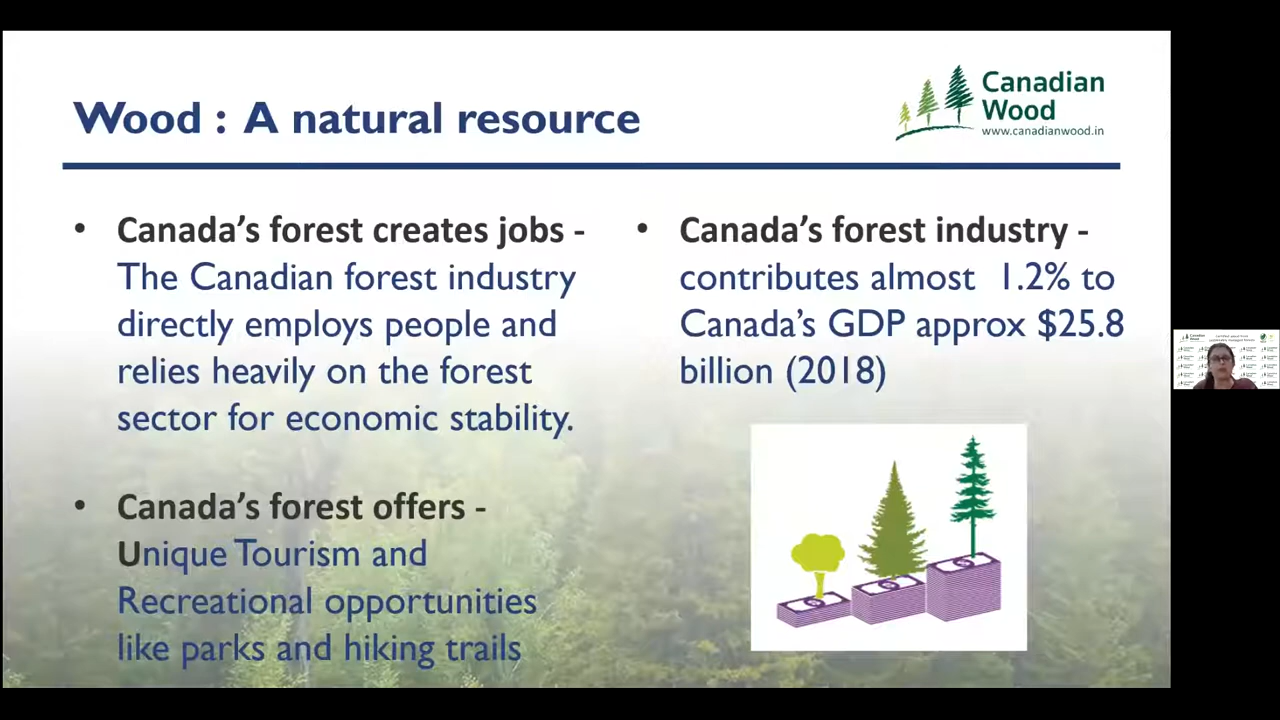 Wood : A natural resource
Canadian
Wood
www.canadianwood.in
• Canada's forest creates jobs -
The Canadian forest industry
directly employs people and
relies heavily on the forest
sector for economic stability.
• Canada's forest offers -
Unique Tourism and
Recreational opportunities
like parks and hiking trails
• Canada's forest industry -
contributes almost 1.2% to
Canada's GDP approx $25.8
billion (2018)